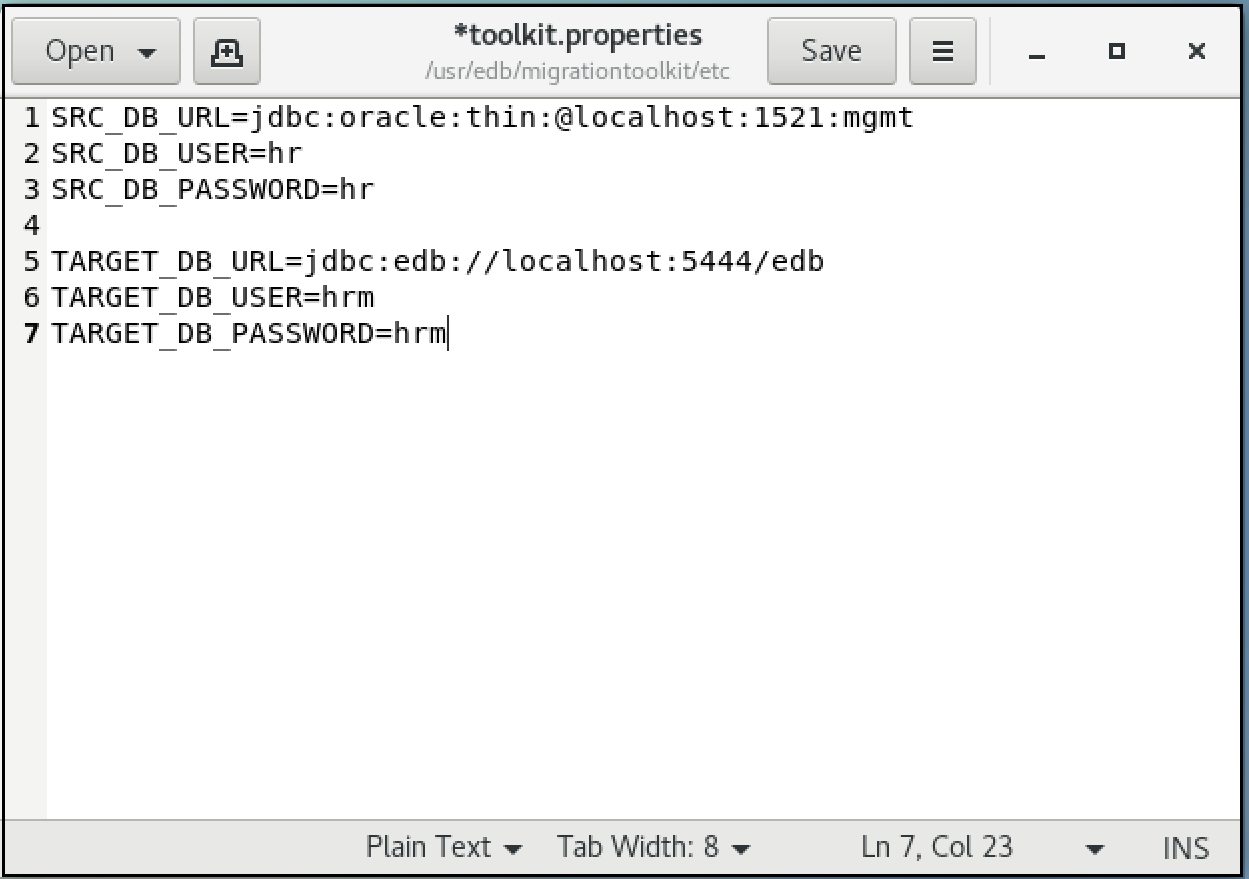 Open
*toolkit.properties
/usr/edb/migrationtoolkit/etc
Save
1 SRC_DB_URL=jdbc:oracle:thin:@localhost:1521:mgmt
2 SRC_DB_USER=hr
3 SRC_DB_PASSWORD=hr
4
5 TARGET_DB_URL=jdbc:edb://localhost:5444/edb
6 TARGET_DB_USER=hrm
7 TARGET_DB_PASSWORD=hrm
Plain Text Tab Width: 8 Ln 7, Col 23 INS